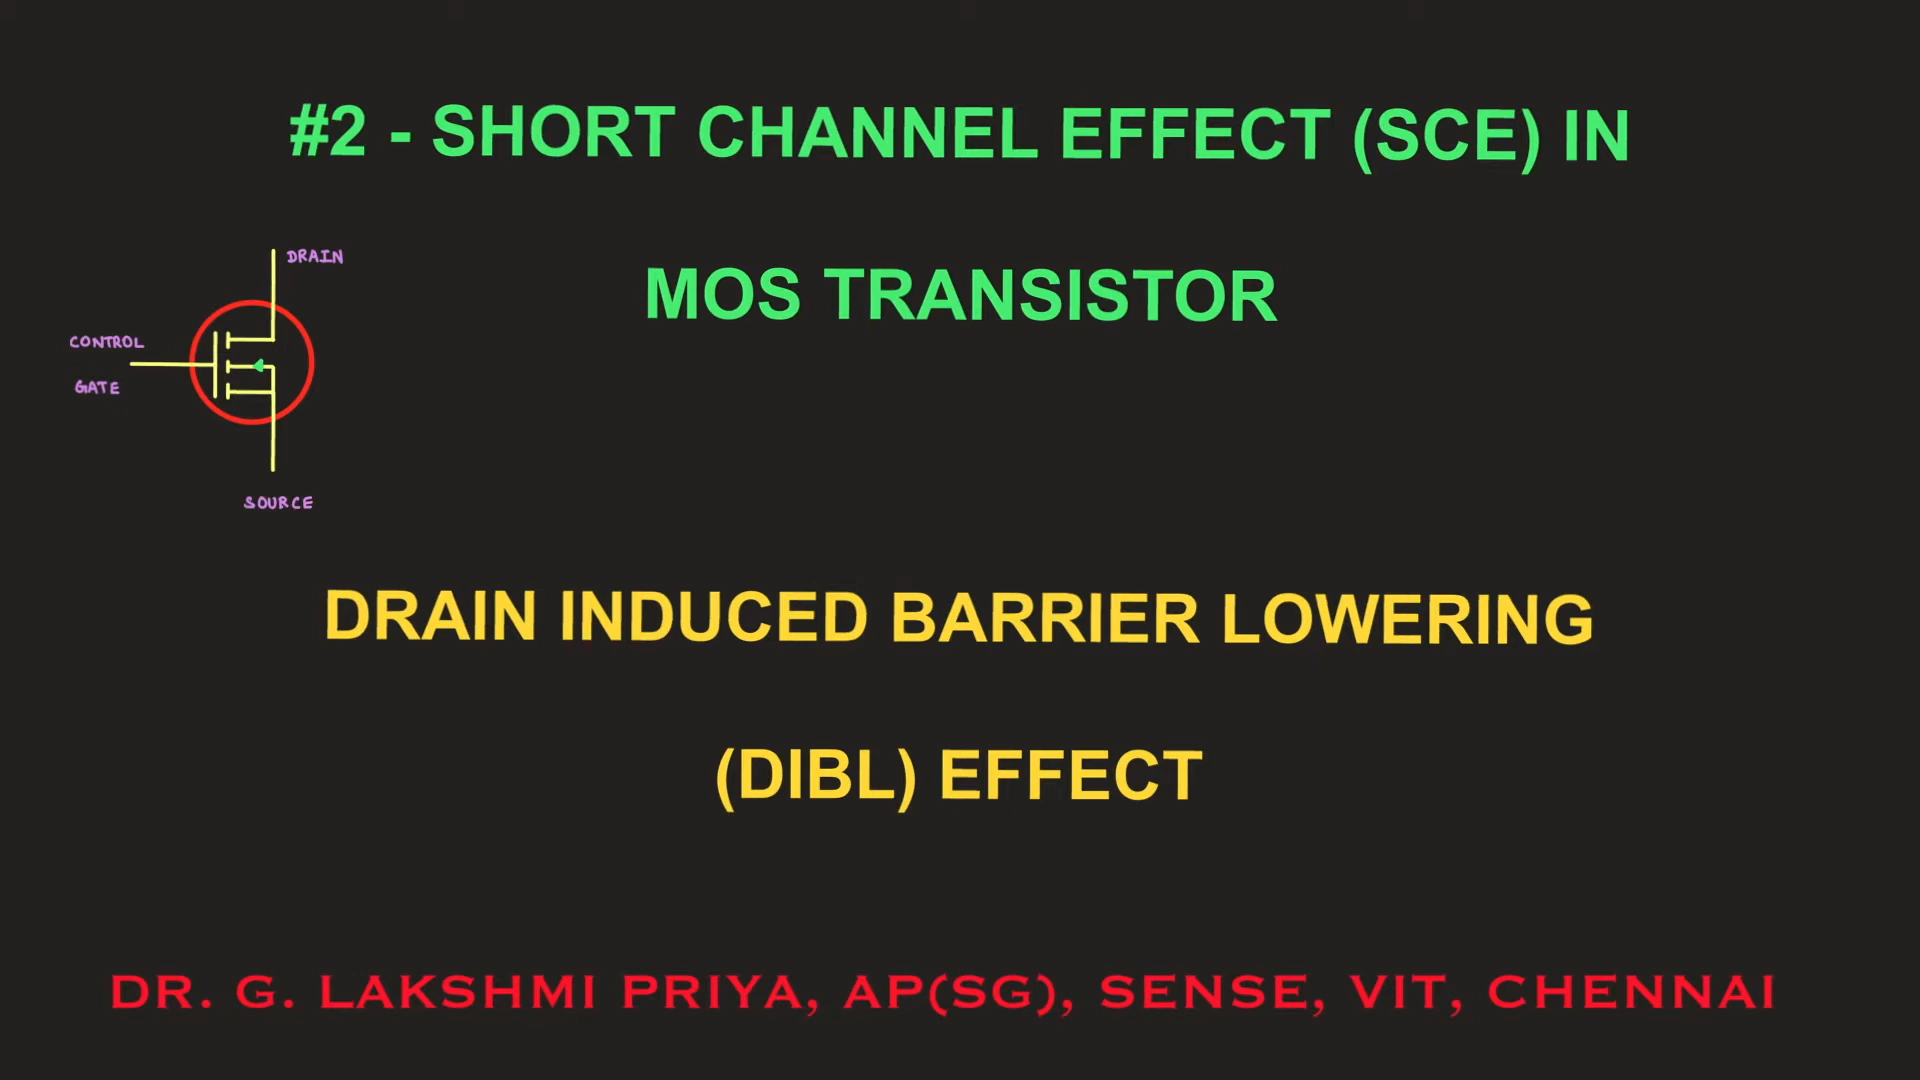 #2 - SHORT CHANNEL EFFECT (SCE) IN
MOS TRANSISTOR
DRAIN
CONTROL
GATE
SOURCE
DRAIN INDUCED BARRIER LOWERING
(DIBL) EFFECT
DR. G. LAKSHMI PRIYA, AP(SG), SENSE, VIT, CHENNAI